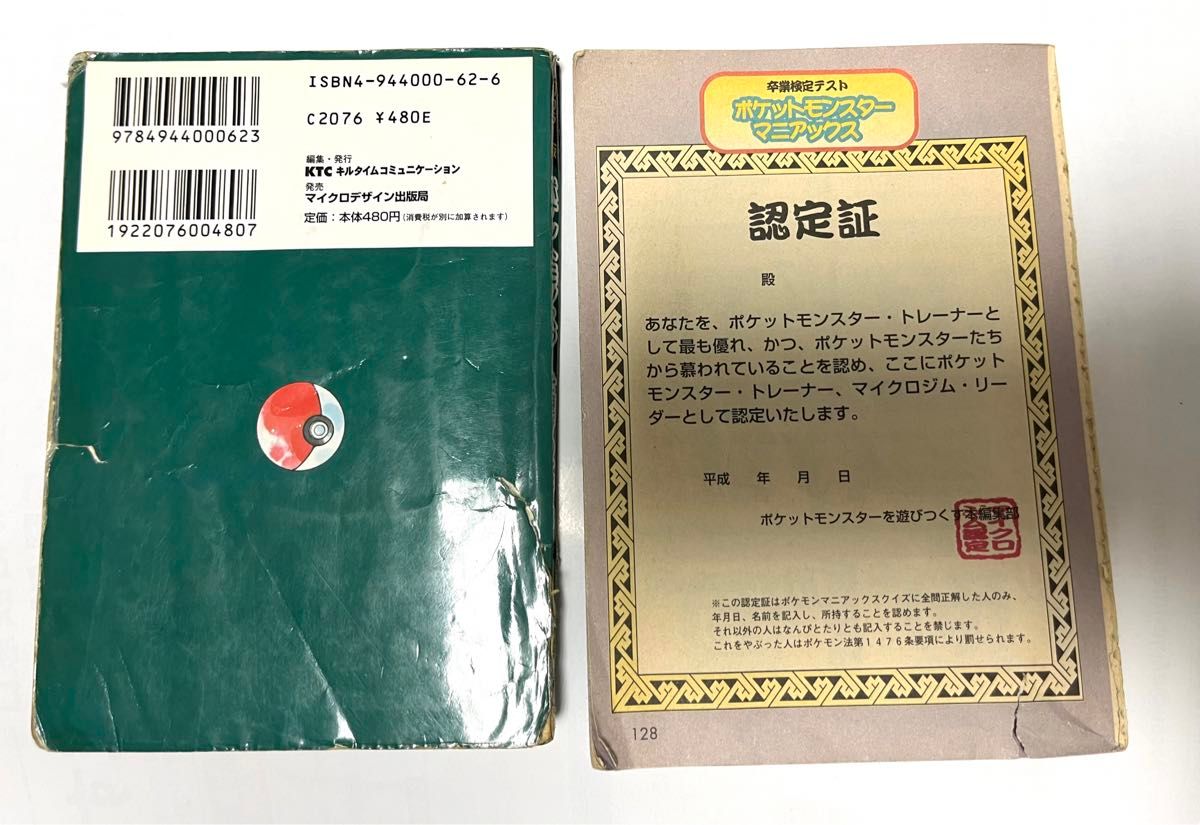 ISBN4-944000-62-6
9784944000623
C2076 ¥480E
編集・発行
KTC キルタイムコミュニケーション
発売
マイクロデザイン出版局
定価:本体480円(消費税が別に加算されます)
1922076004807
卒業検定テスト
ポケットモンスター
マニアックス
認定証
殿
あなたを、ポケットモンスター・トレーナーと
して最も優れ、かつ、ポケットモンスターたち
から慕われていることを認め、ここにポケット
モンスター・トレーナー、マイクロジム・リー
ダーとして認定いたします。
平成 年 月 日
ポケットモンスターを遊びつくす本編集部
※この認定証はポケモンマニアックスクイズに全問正解した人のみ、
年月日、名前を記入し、所持することを認めます。
それ以外の人はなんぴとたりとも記入することを禁じます。
これをやぶった人はポケモン法第1476条要項により罰せられます。
128